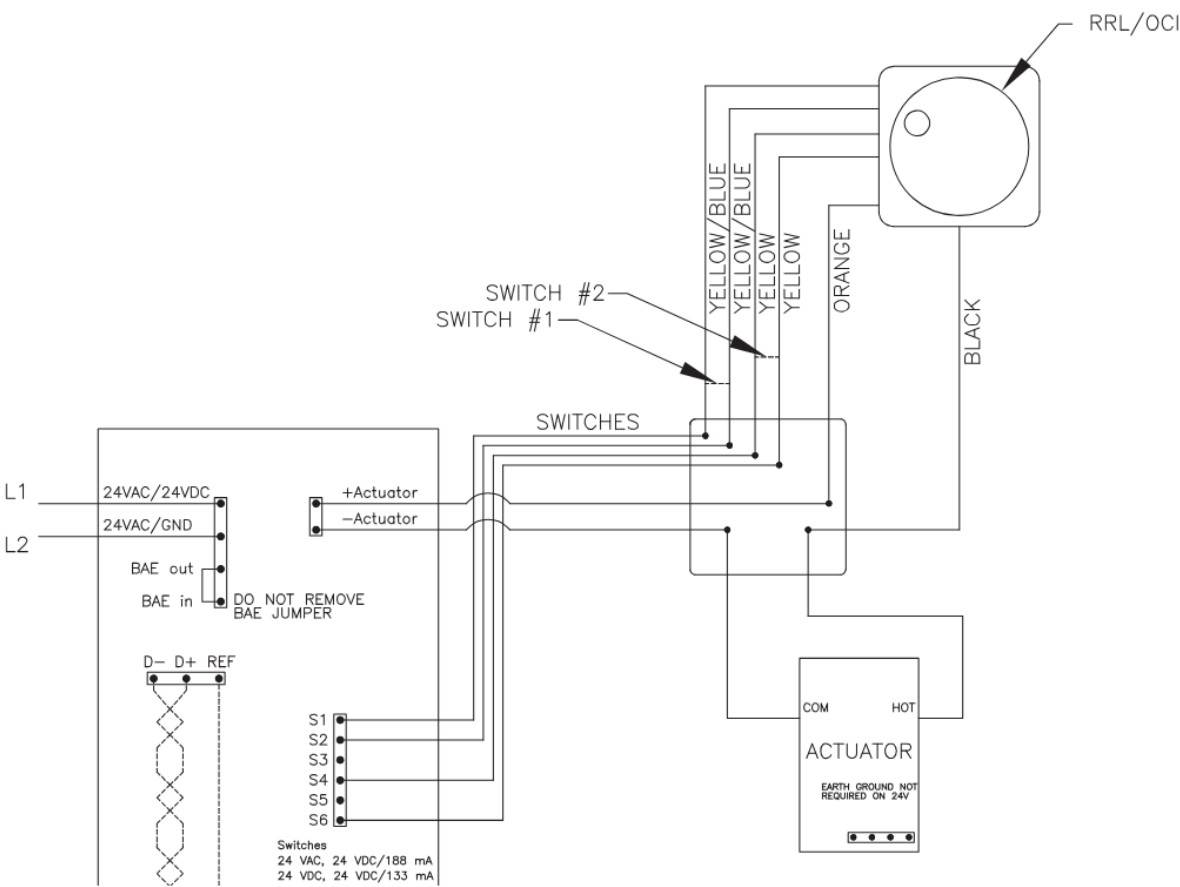 RRL/OCI
YELLOW/BLUE
YELLOW/BLUE
YELLOW
YELLOW
ORANGE
BLACK
SWITCH #2
SWITCH #1
SWITCHES
L1
24VAC/24VDC
+Actuator
24VAC/GND
-Actuator
L2
BAE out
BAE in
DO NOT REMOVE
BAE JUMPER
D- D+ REF
S1
S2
S3
S4
S5
S6
COM
HOT
ACTUATOR
EARTH GROUND NOT
REQUIRED ON 24V
Switches
24 VAC, 24 VDC/188 mA
24 VDC, 24 VDC/133 mA